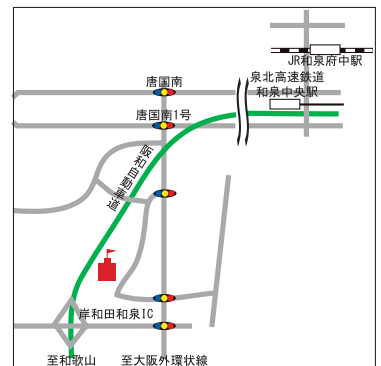 JR和泉府中駅
泉北高速鉄道
和泉中央駅
唐国南
唐国南1号
阪和自動車道
岸和田和泉IC
至和歌山
至大阪外環状線